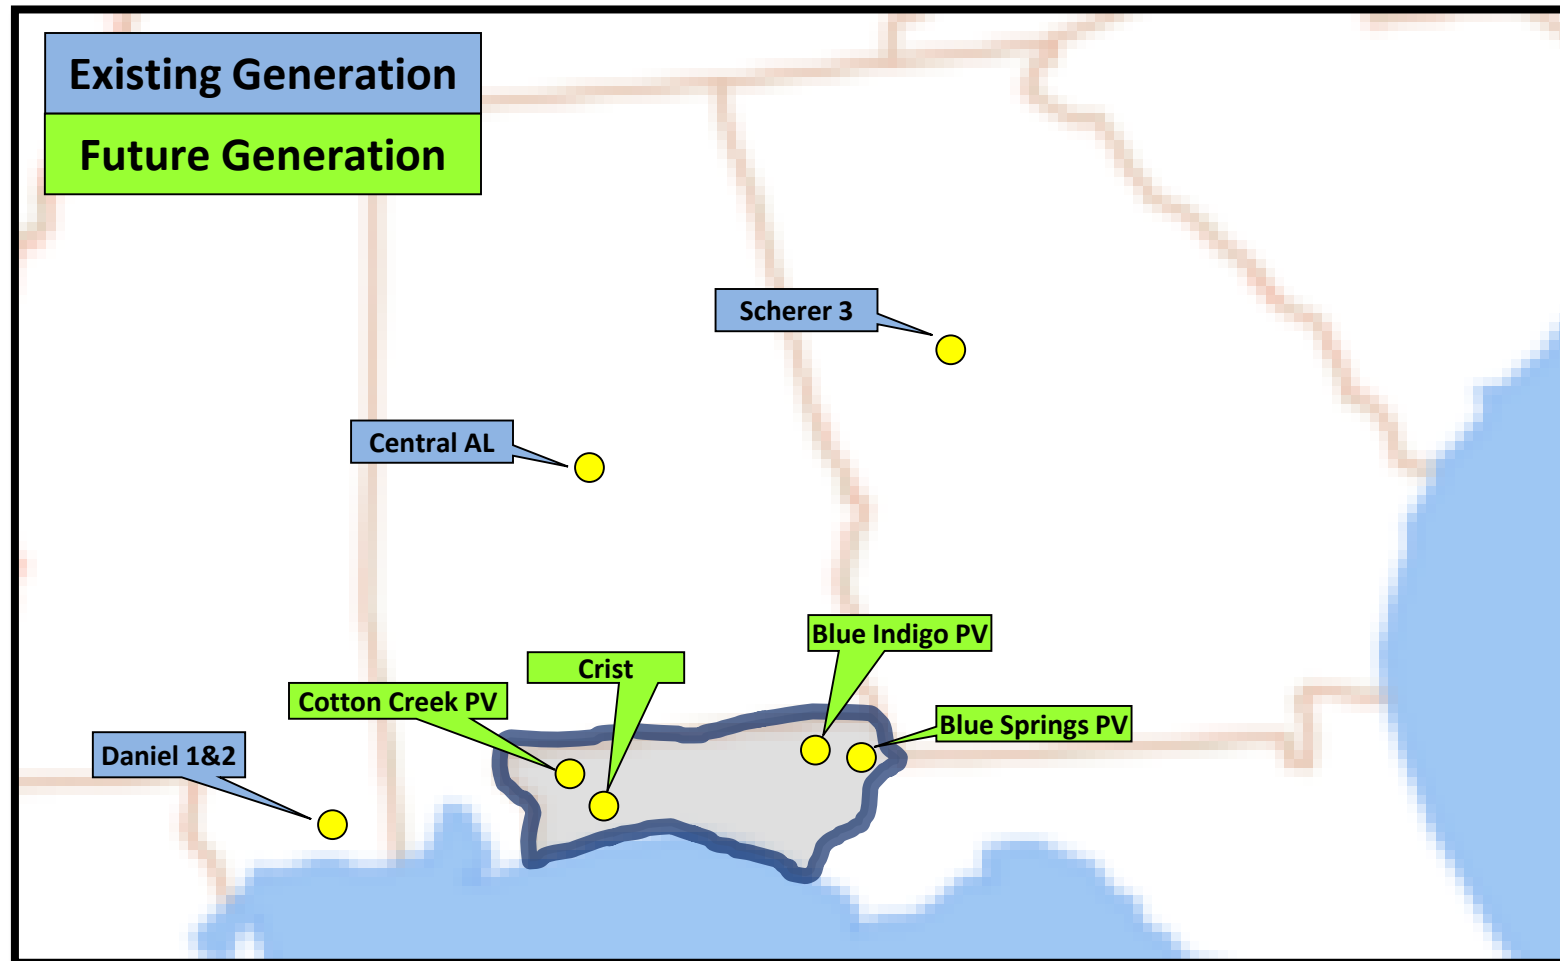 Existing Generation
Future Generation
Scherer 3
Central AL
Blue Indigo PV
Crist
Cotton Creek PV
Blue Springs PV
Daniel 1&2